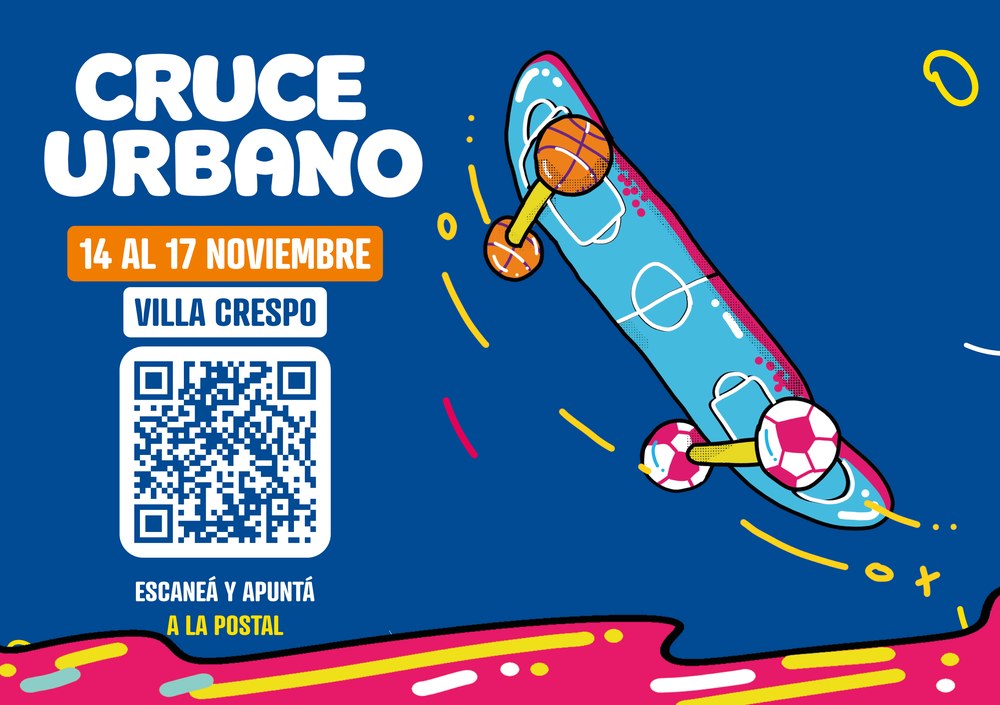 CRUCE
URBANO
14 AL 17 NOVIEMBRE
VILLA CRESPO
ESCANEÁ Y APUNTÁ
A LA POSTAL